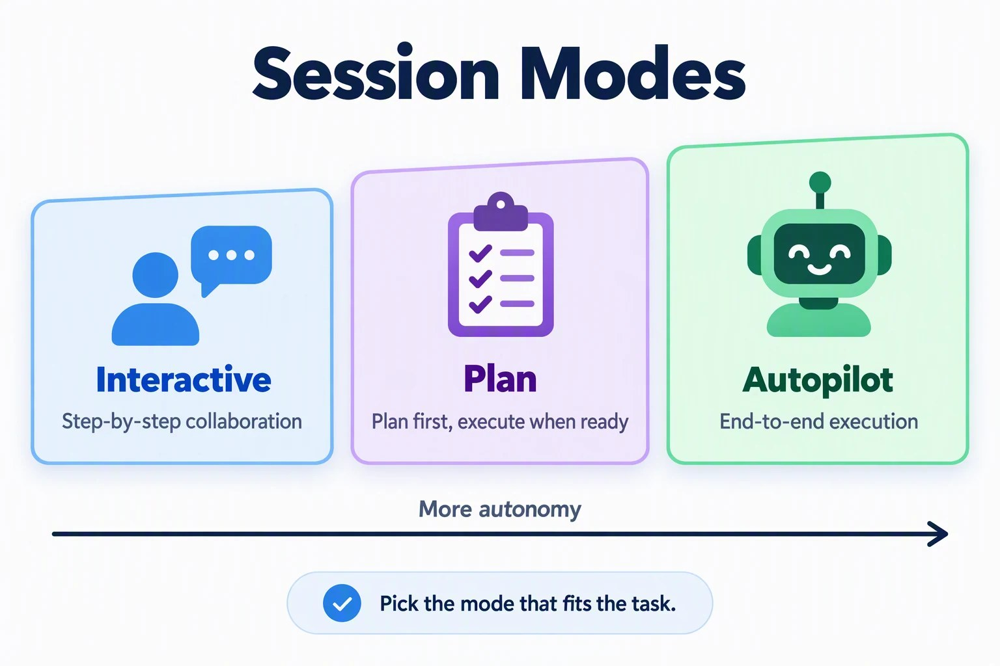 Session Modes
Interactive
Step-by-step collaboration
Plan
Plan first, execute when ready
Autopilot
End-to-end execution
More autonomy
Pick the mode that fits the task.